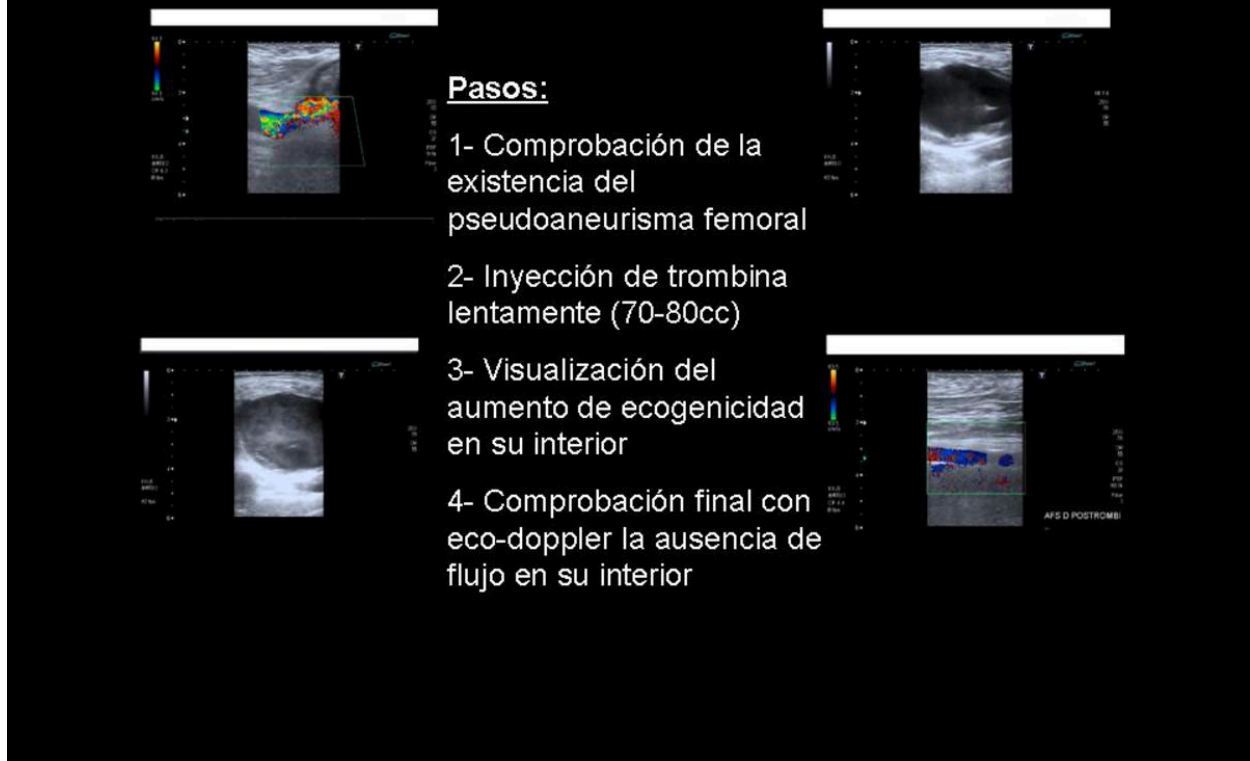 Pasos:
1- Comprobación de la
existencia del
pseudoaneurisma femoral
2- Inyección de trombina
lentamente (70-80cc)
3- Visualización del
aumento de ecogenicidad
en su interior
4- Comprobación final con
eco-doppler la ausencia de
flujo en su interior
AFS D POSTROMBI